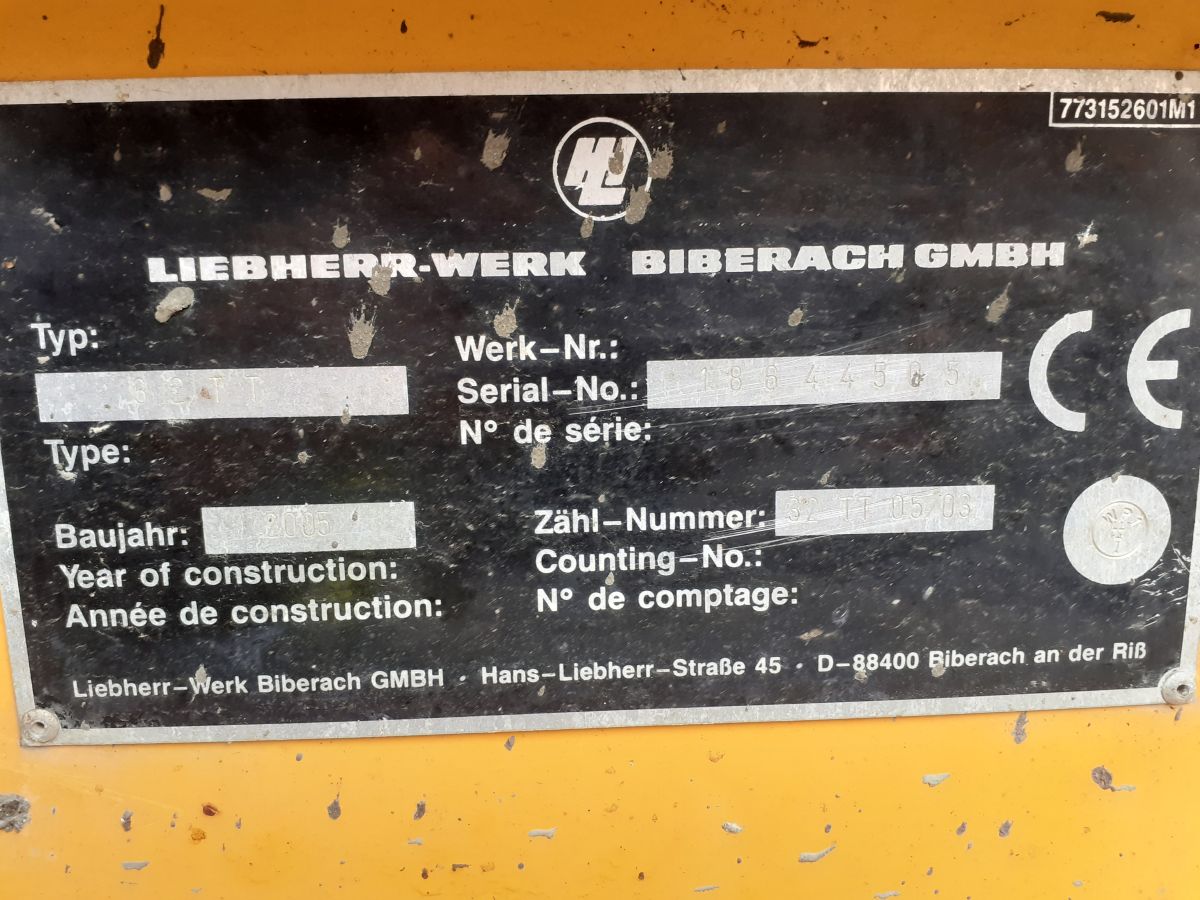 773152601M1
LIEBHERR-WERK BIBERACH GMBH
Typ:
32 TT
Type:
Werk-Nr.:
Serial-No.:
N° de série:
CE
Baujahr: 2005
Year of construction:
Année de construction:
Zähl-Nummer: 32 TT 05/03
Counting-No.:
N° de comptage:
Liebherr-Werk Biberach GMBH · Hans-Liebherr-Straße 45 · D-88400 Biberach an der Riß